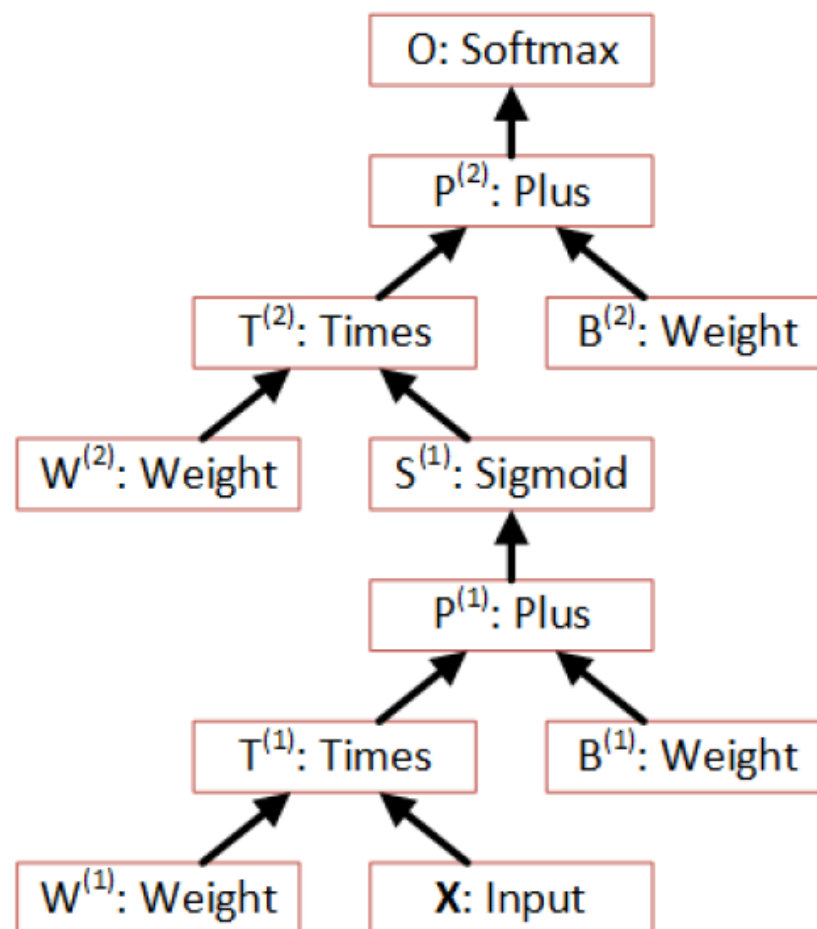 O: Softmax
P(2): Plus
T(2): Times
B(2): Weight
W(2): Weight
S(1): Sigmoid
P(1): Plus
T(1): Times
B(1): Weight
W(1): Weight
X: Input